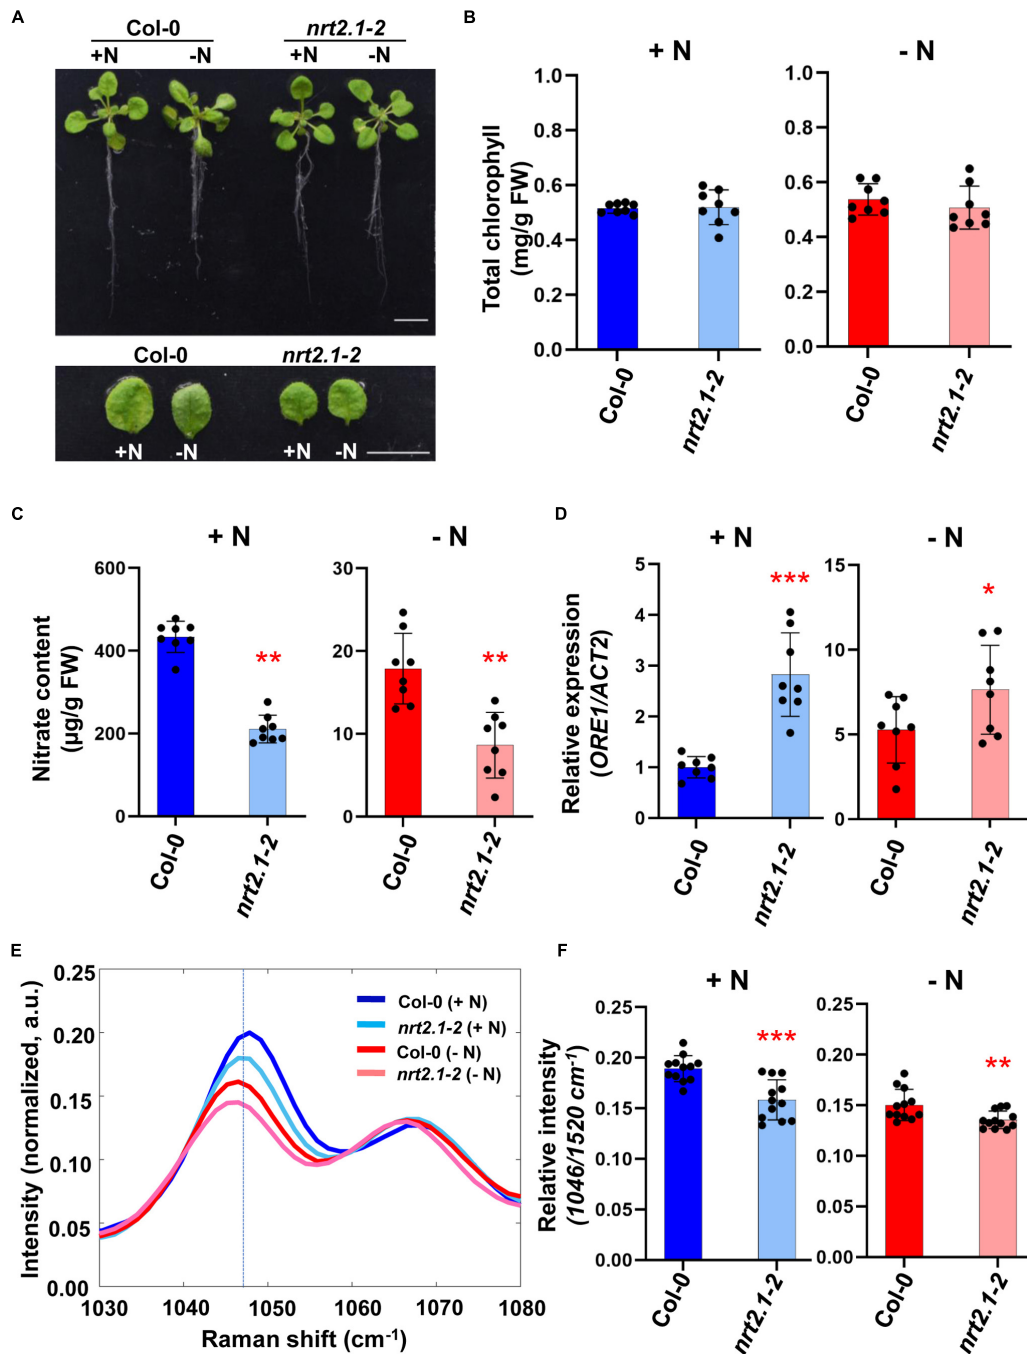 A
Col-0
nrt2.1-2
+N
-N
+N
-N
Col-0
nrt2.1-2
+N
-N
+N
-N
B
+ N
- N
Total chlorophyll
(mg/g FW)
1.0
0.8
0.6
0.4
0.2
0.0
Col-0
nrt2.1-2
1.0
0.8
0.6
0.4
0.2
0.0
Col-0
nrt2.1-2
C
+ N
- N
Nitrate content
(µg/g FW)
600
400
200
0
**
Col-0
nrt2.1-2
30
20
10
0
**
Col-0
nrt2.1-2
D
+ N
- N
Relative expression
(ORE1/ACT2)
5
4
3
2
1
0
***
Col-0
nrt2.1-2
15
10
5
0
*
Col-0
nrt2.1-2
E
Intensity (normalized, a.u.)
0.25
0.20
0.15
0.10
0.05
0.00
Col-0 (+ N)
nrt2.1-2 (+ N)
Col-0 (- N)
nrt2.1-2 (- N)
1030
1040
1050
1060
1070
1080
Raman shift (cm-1)
F
+ N
- N
Relative intensity
(1046/1520 cm-1)
0.25
0.20
0.15
0.10
0.05
0.00
***
Col-0
nrt2.1-2
0.25
0.20
0.15
0.10
0.05
0.00
**
Col-0
nrt2.1-2